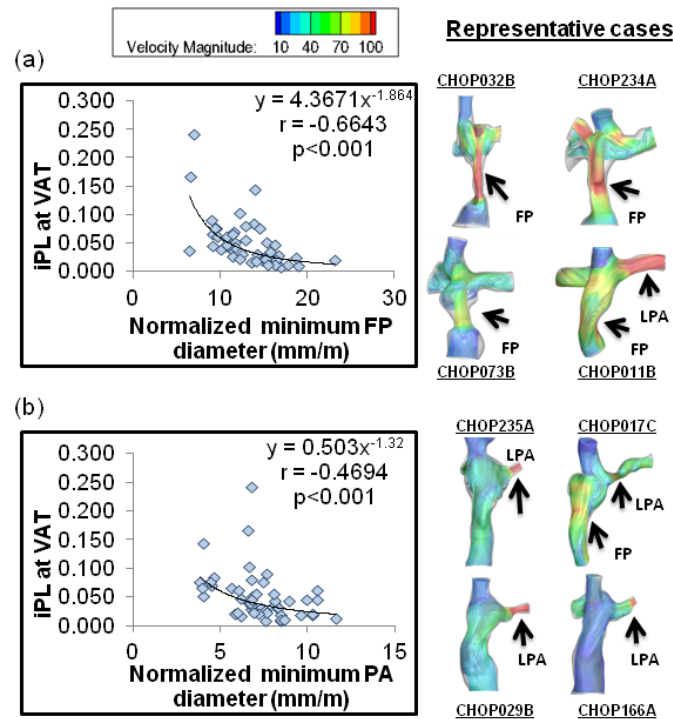 Velocity Magnitude: 10 40 70 100
Representative cases
(a)
0.300
0.250
0.200
0.150
0.100
0.050
0.000
iPL at VAT
y = 4.3671x^-1.864
r = -0.6643
p<0.001
0 10 20 30
Normalized minimum FP
diameter (mm/m)
CHOP032B CHOP234A
FP FP
LPA
FP
CHOP073B CHOP011B
(b)
0.300
0.250
0.200
0.150
0.100
0.050
0.000
iPL at VAT
y = 0.503x^-1.32
r = -0.4694
p<0.001
0 5 10 15
Normalized minimum PA
diameter (mm/m)
CHOP235A CHOP017C
LPA
LPA
FP
LPA LPA
CHOP029B CHOP166A